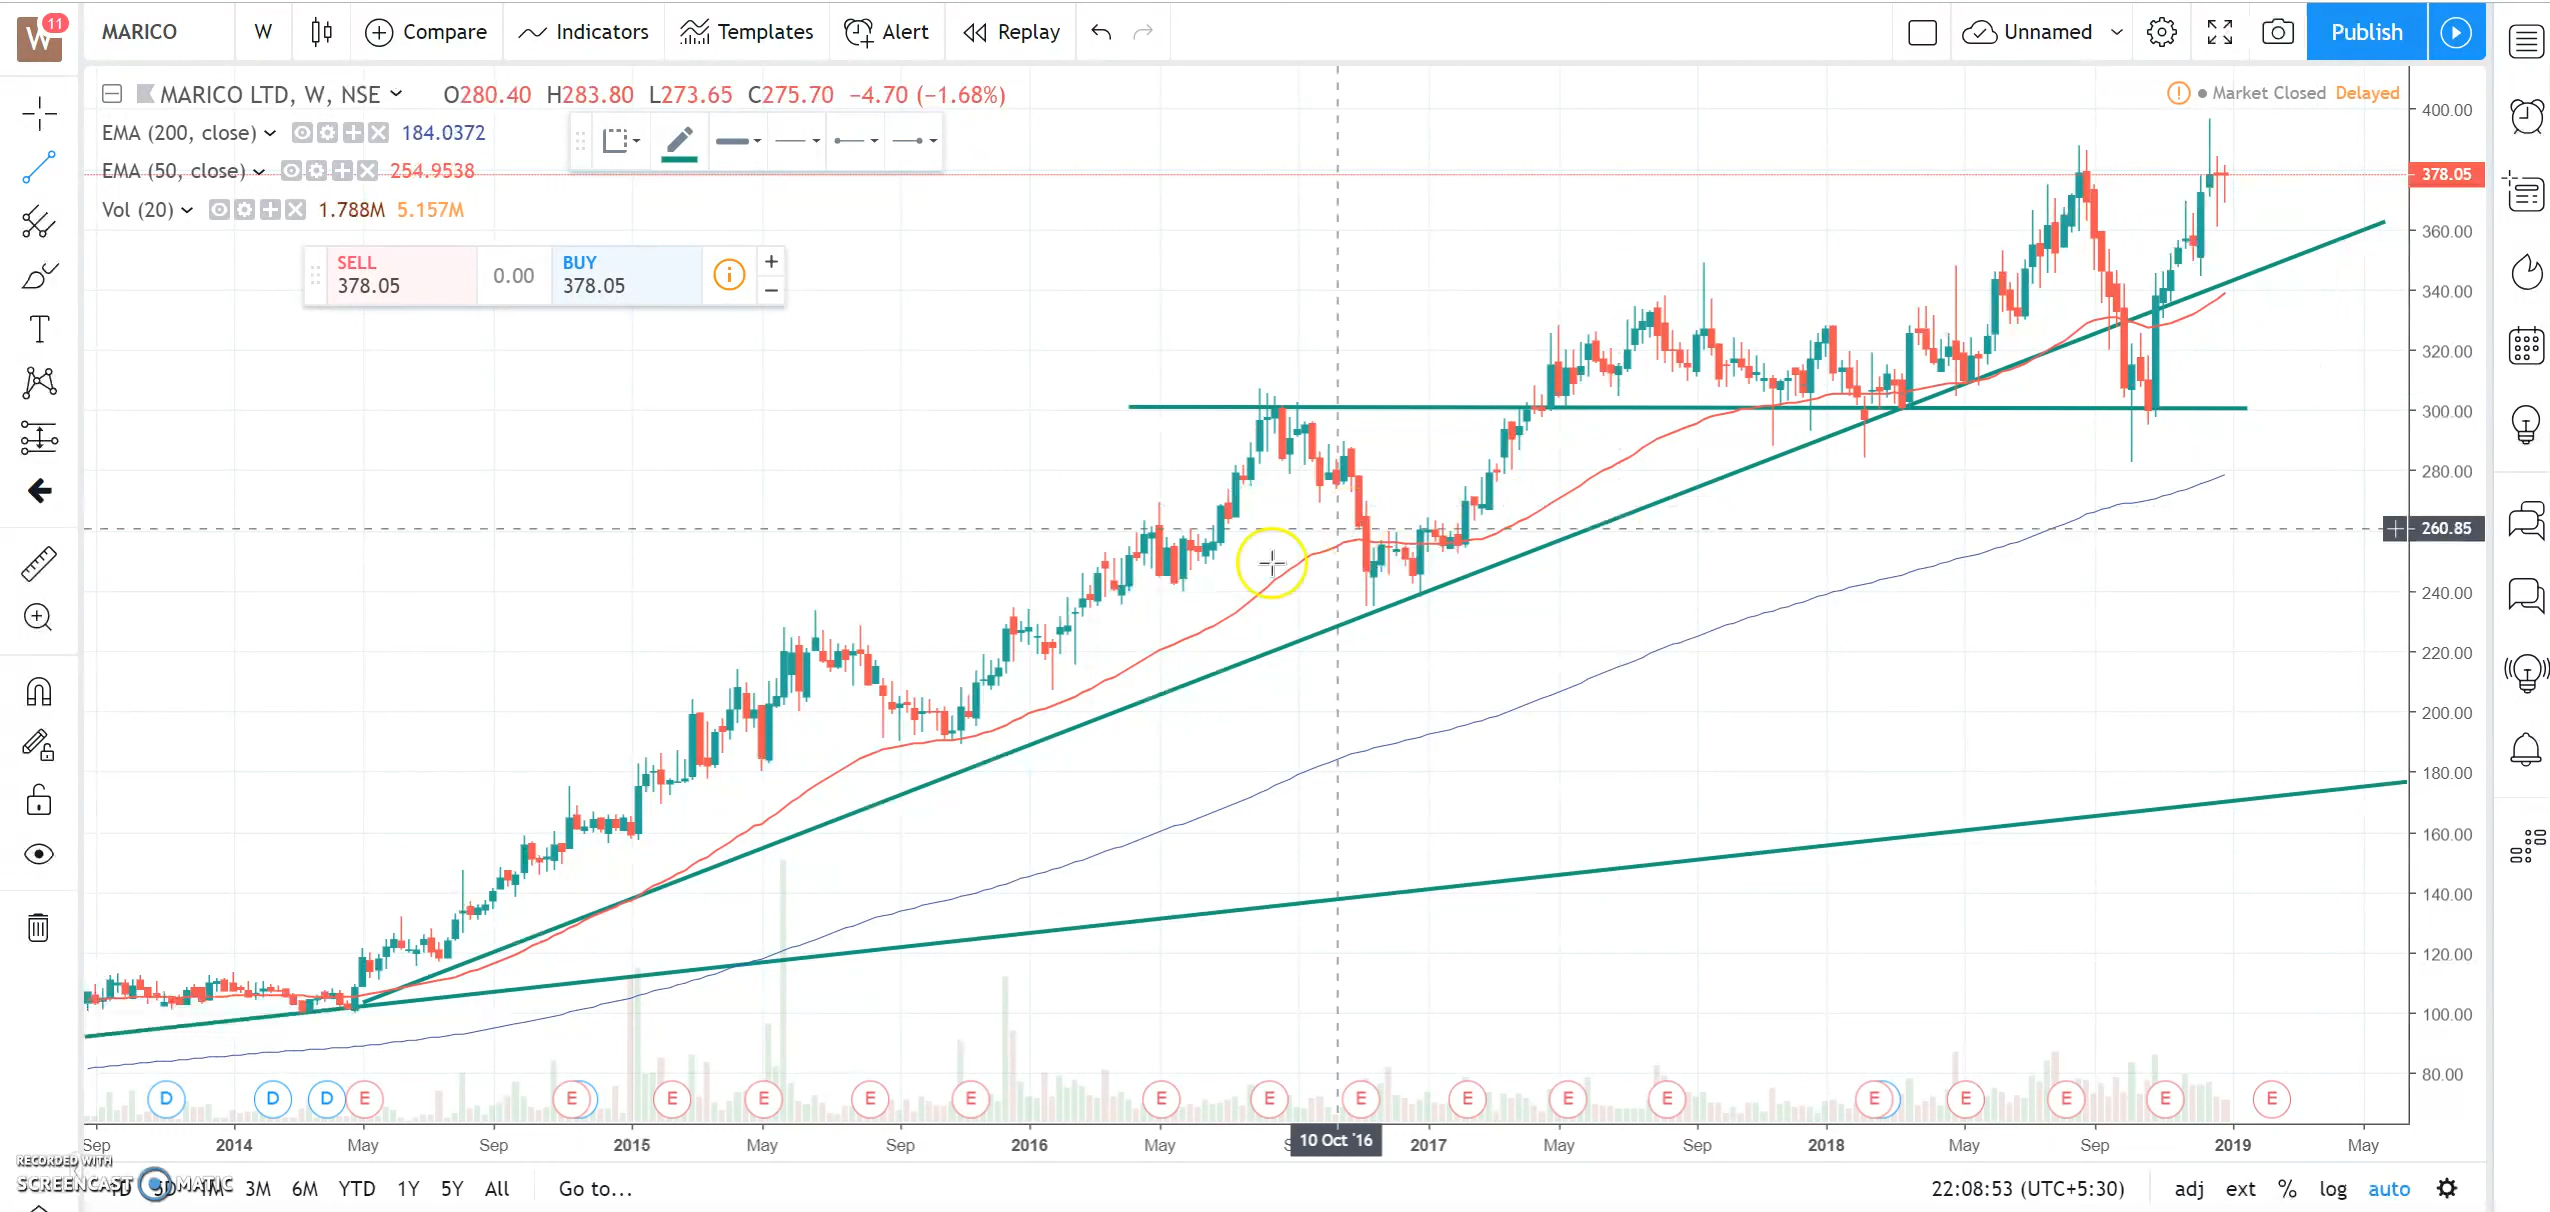 W 11 MARICO W Compare Indicators Templates Alert Replay Unnamed Publish
MARICO LTD, W, NSE O280.40 H283.80 L273.65 C275.70 −4.70 (−1.68%)
! Market Closed Delayed
EMA (200, close) 184.0372
EMA (50, close) 254.9538
Vol (20) 1.788M 5.157M
SELL
378.05
0.00
BUY
378.05
400.00
378.05
360.00
340.00
320.00
300.00
280.00
260.85
240.00
220.00
200.00
180.00
160.00
140.00
120.00
100.00
80.00
D D D E E E E E E E E E E E E E E E E E
Sep 2014 May Sep 2015 May Sep 2016 May S 10 Oct '16 2017 May Sep 2018 May Sep 2019 May
RECORDED WITH
SCREENCAST MATIC
1D 5D 1M 3M 6M YTD 1Y 5Y All Go to... 22:08:53 (UTC+5:30) adj ext % log auto